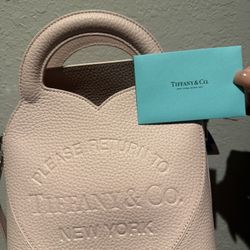 TIFFANY & CO.
PLEASE RETURN TO
TIFFANY & CO.
NEW YORK